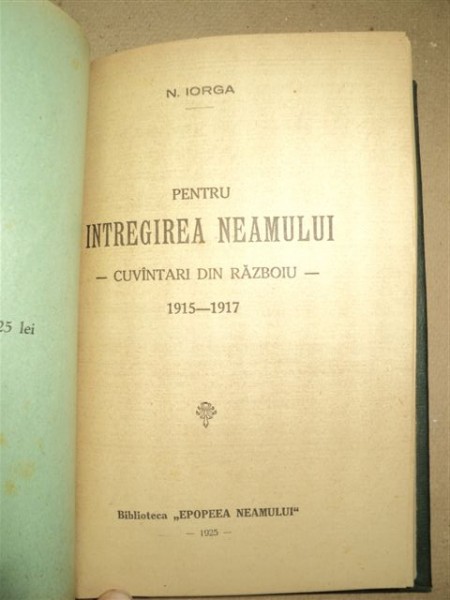 25 lei
N. IORGA
PENTRU
INTREGIREA NEAMULUI
— CUVÎNTARI DIN RĂZBOIU —
1915—1917
Biblioteca „EPOPEEA NEAMULUI“
— 1925 —